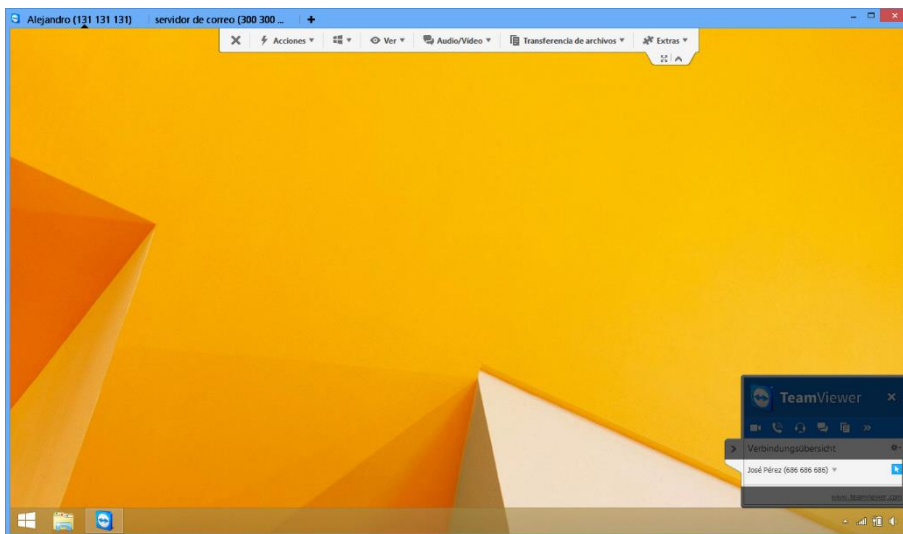 Alejandro (131 131 131) servidor de correo (300 300 ... +
Acciones Ver Audio/Video Transferencia de archivos Extras
TeamViewer
Verbindungsübersicht
José Pérez (686 686 686)
www.teamviewer.com